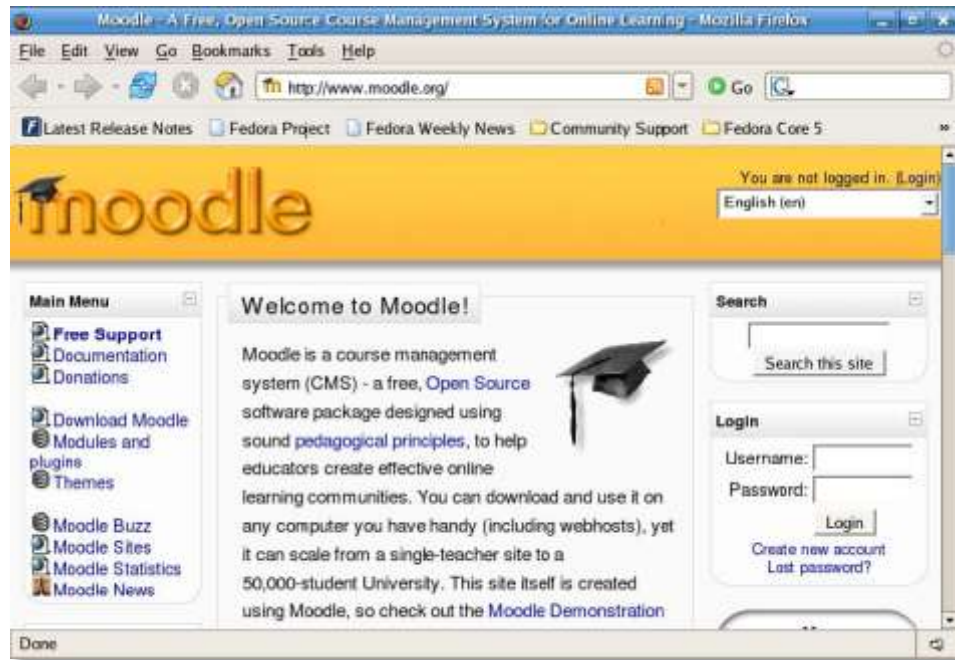 Moodle - A Free, Open Source Course Management System for Online Learning - Mozilla Firefox
File Edit View Go Bookmarks Tools Help
http://www.moodle.org/ Go
Latest Release Notes Fedora Project Fedora Weekly News Community Support Fedora Core 5
moodle
You are not logged in. (Login)
English (en)
Main Menu
Free Support
Documentation
Donations
Download Moodle
Modules and
plugins
Themes
Moodle Buzz
Moodle Sites
Moodle Statistics
Moodle News
Welcome to Moodle!
Moodle is a course management
system (CMS) - a free, Open Source
software package designed using
sound pedagogical principles, to help
educators create effective online
learning communities. You can download and use it on
any computer you have handy (including webhosts), yet
it can scale from a single-teacher site to a
50,000-student University. This site itself is created
using Moodle, so check out the Moodle Demonstration
Search
Search this site
Login
Username:
Password:
Login
Create new account
Lost password?
Done